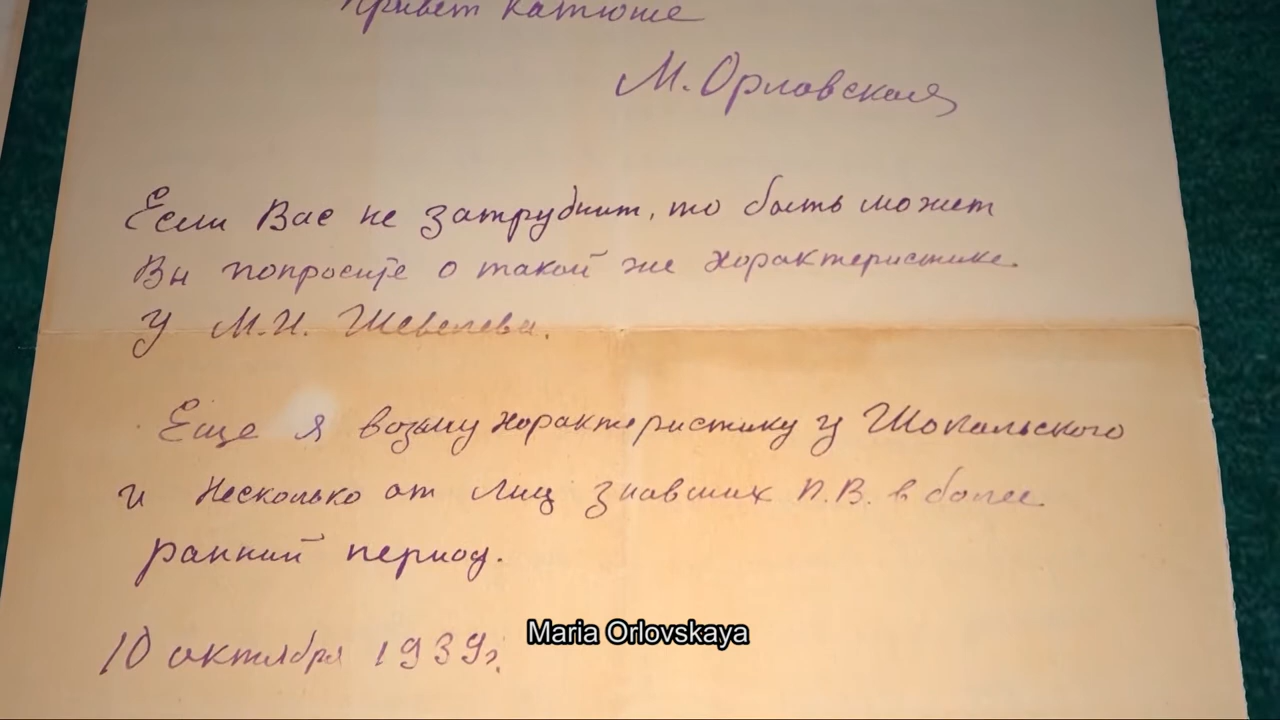 Привет Катюше
М. Орловская
Если Вас не затруднит, то быть может
Вы попросите о такой же характеристике
у М.И. Шевелева.
Еще я возьму характеристику у Шокальского
и несколько от лиц знавших П.В. в более
ранний период.
10 октября 1939г.
Maria Orlovskaya